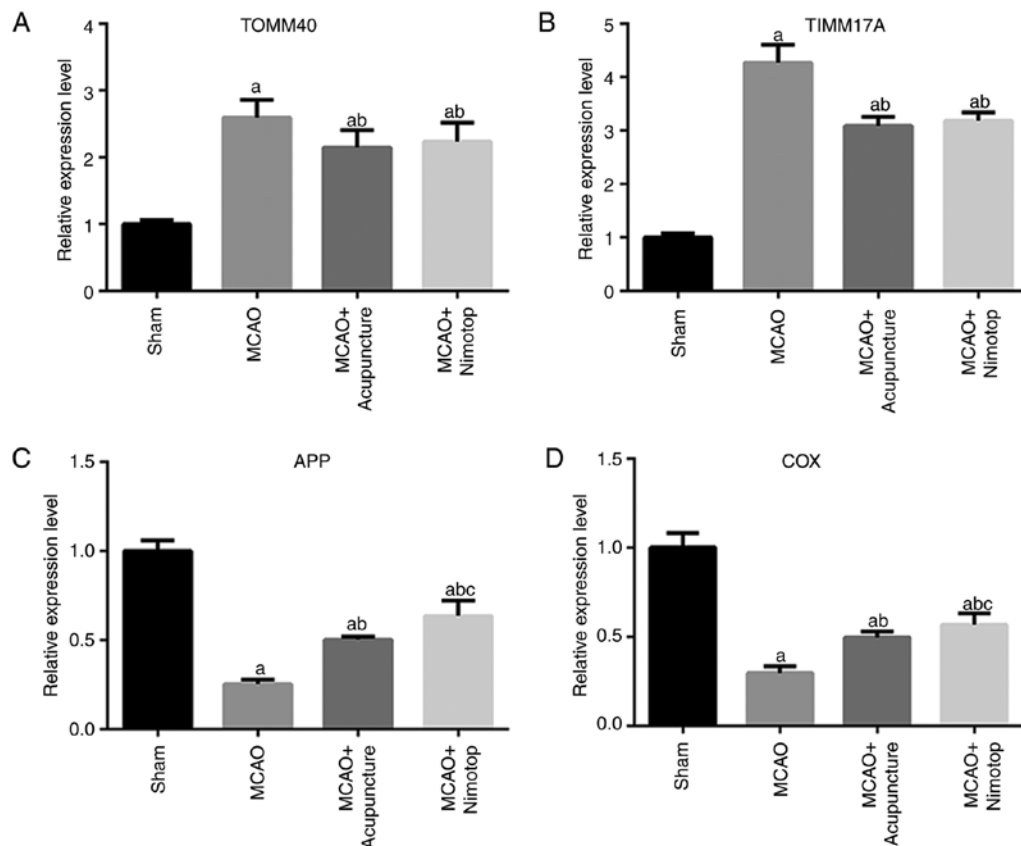 A
TOMM40
Relative expression level
4
3
2
1
0
a
ab
ab
Sham
MCAO
MCAO+
Acupuncture
MCAO+
Nimotop
B
TIMM17A
Relative expression level
5
4
3
2
1
0
a
ab
ab
Sham
MCAO
MCAO+
Acupuncture
MCAO+
Nimotop
C
APP
Relative expression level
1.5
1.0
0.5
0.0
a
ab
abc
Sham
MCAO
MCAO+
Acupuncture
MCAO+
Nimotop
D
COX
Relative expression level
1.5
1.0
0.5
0.0
a
ab
abc
Sham
MCAO
MCAO+
Acupuncture
MCAO+
Nimotop